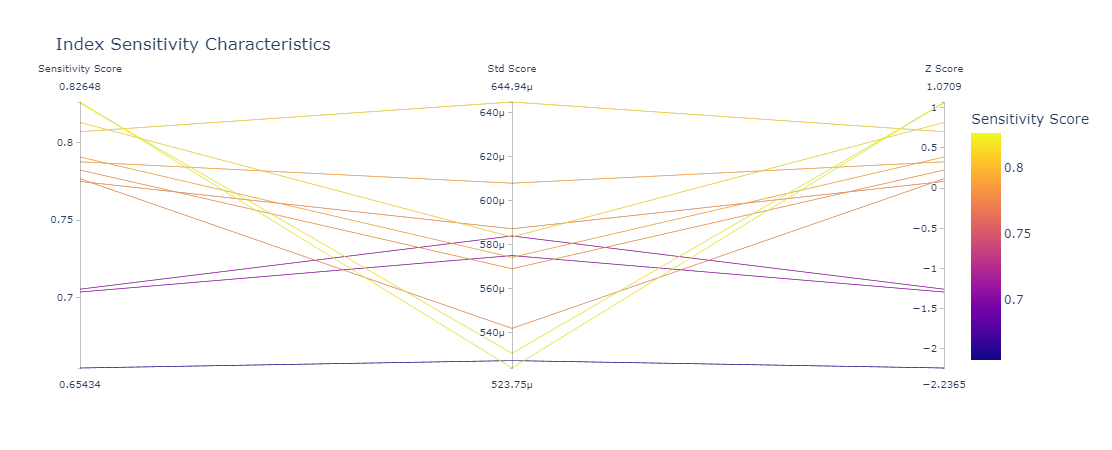 Index Sensitivity Characteristics
Sensitivity Score
Std Score
Z Score
0.82648
644.94μ
1.0709
640μ
1
Sensitivity Score
0.8
0.5
620μ
0.8
0
600μ
0.75
−0.5
0.75
580μ
−1
560μ
0.7
0.7
−1.5
540μ
−2
0.65434
523.75μ
−2.2365